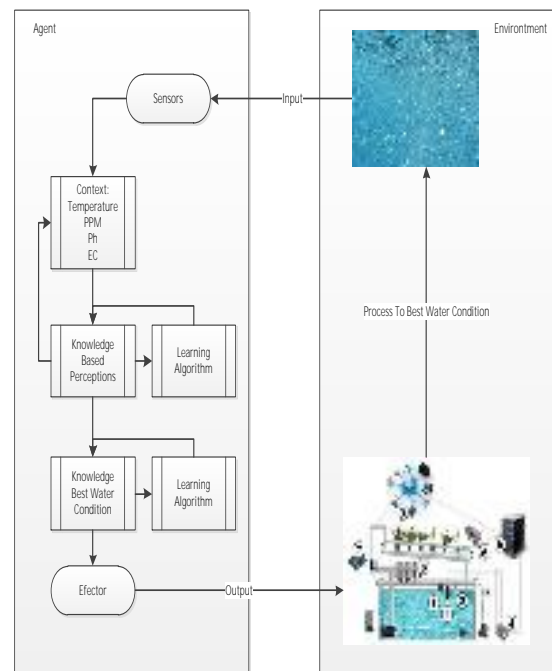 Agent
Environtment
Sensors
Input
Context:
Temperature
PPM
Ph
EC
Process To Best Water Condition
Knowledge
Based
Perceptions
Learning
Algorithm
Knowledge
Best Water
Condition
Learning
Algorithm
Efector
Output